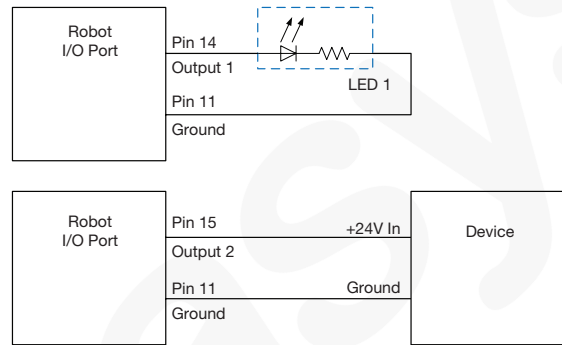 Robot
I/O Port
Pin 14
Output 1
LED 1
Pin 11
Ground
Robot
I/O Port
Pin 15
+24V In
Device
Output 2
Pin 11
Ground
Ground